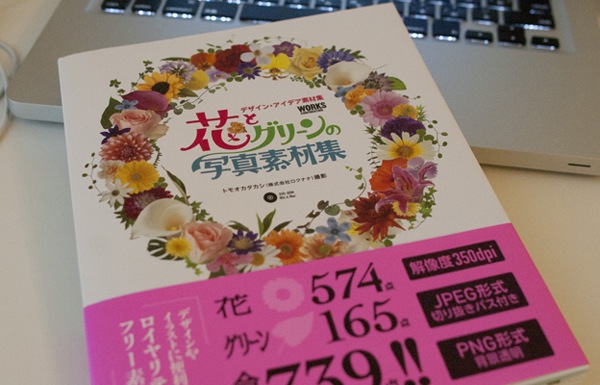 デザイン・アイデア素材集
花と
グリーンの
写真素材集
WORKS
トモオカタカシ(株式会社ロクナナ)撮影
花 574点
グリーン 165点
739
!!
解像度350dpi
JPEG形式
切り抜きパス付き
PNG形式
背景透明
デザインや
イラストに便利
ロイヤリテ
フリー素